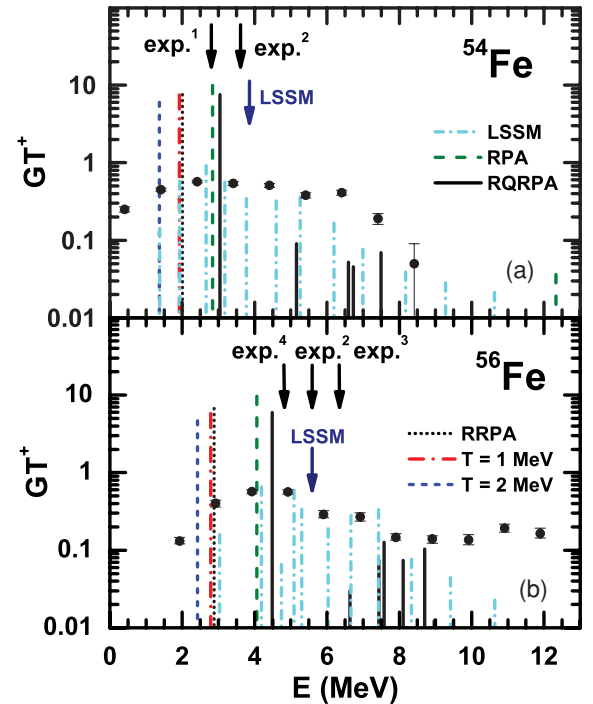 exp.¹ exp.² ⁵⁴Fe
LSSM
10
LSSM
RPA
1
RQRPA
GT⁺
0.1
(a)
0.01
exp.⁴ exp.² exp.³ ⁵⁶Fe
10
LSSM
RRPA
T = 1 MeV
1
T = 2 MeV
GT⁺
0.1
(b)
0.01
0 2 4 6 8 10 12
E (MeV)